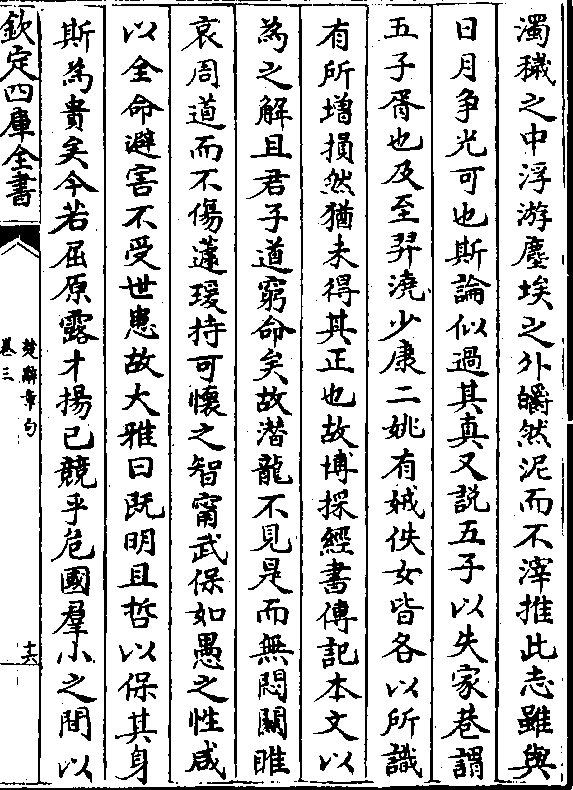 濁穢之中浮游塵埃之外皭然泥而不滓推此志雖與
日月争光可也斯論似過其真又說五子以失家巷謂
五子胥也及至羿澆少康二姚有娀佚女皆各以所識
有所增損然猶未得其正也故博採經書傳記本文以
為之解且君子道窮命矣故潜龍不見是而無悶關雎
哀周道而不傷蘧瑗持可懷之智甯武保如愚之性咸
以全命避害不受世患故大雅曰既明且哲以保其身
斯為貴矣今若屈原露才揚己競乎危國羣小之間以
欽定四庫全書
楚辭章句
卷三